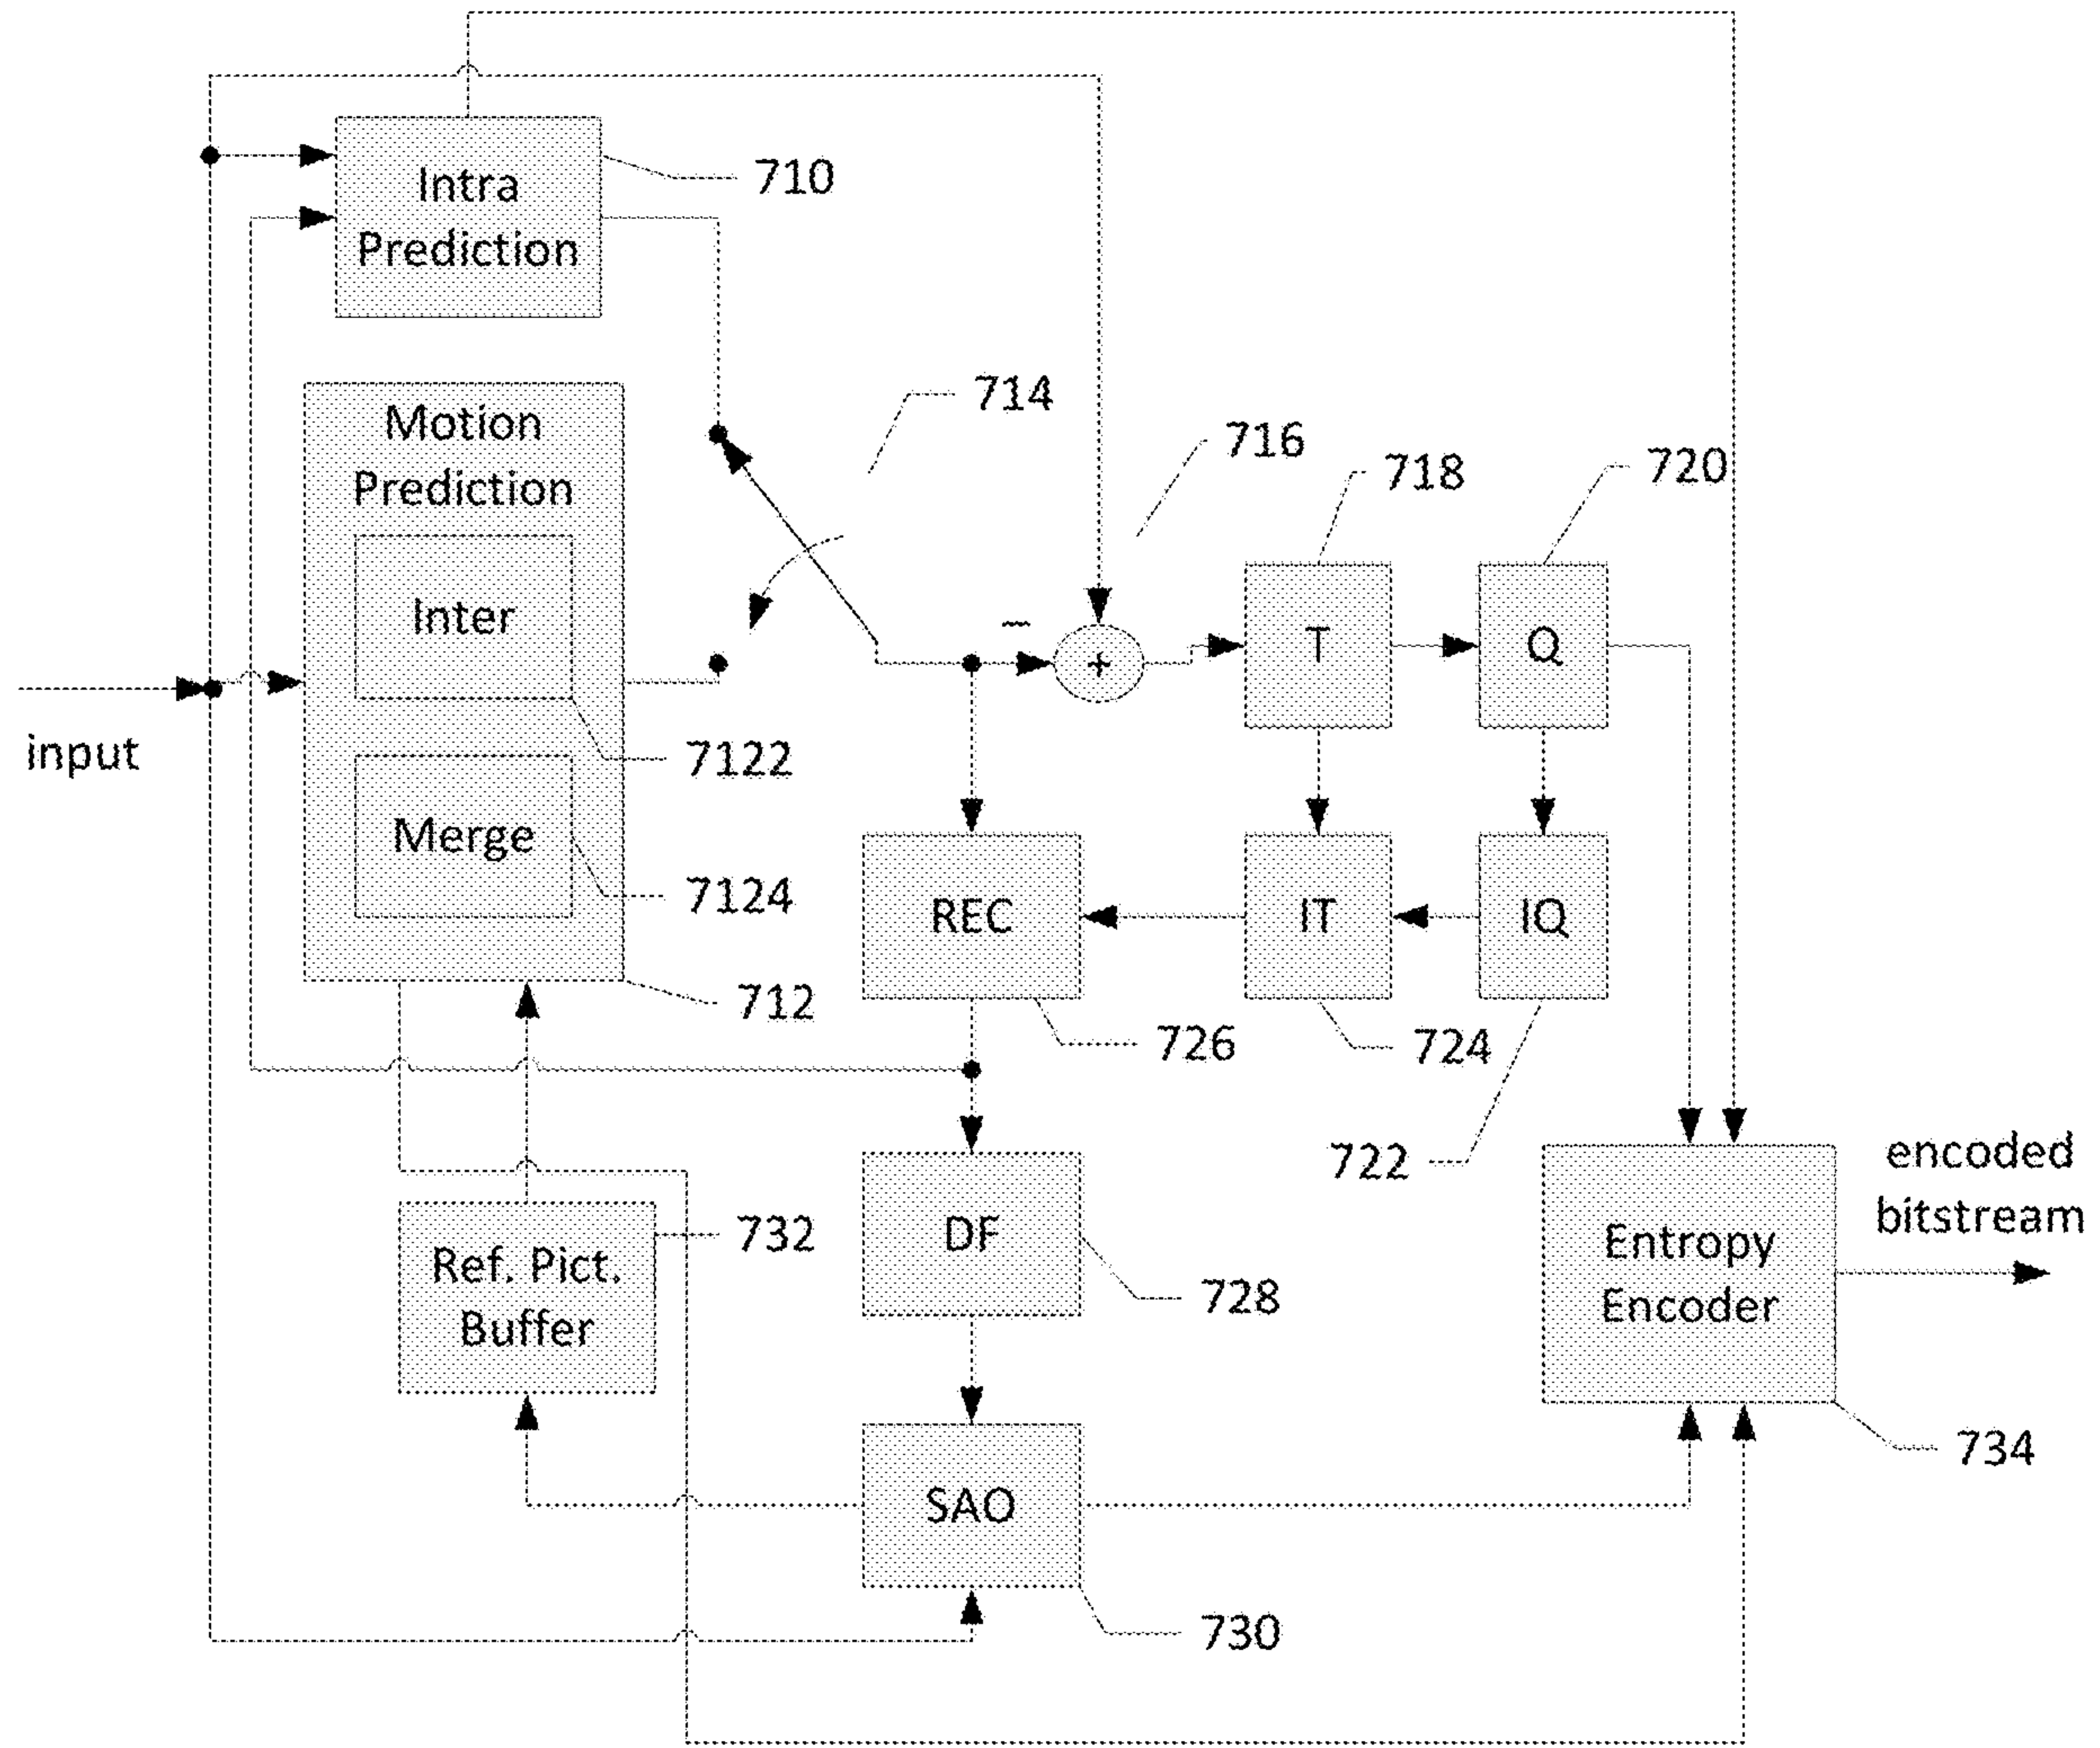 710
Intra
Prediction
714
Motion
Prediction
716
718
720
Inter
T
Q
+
–
input
7122
Merge
7124
REC
IT
IQ
712
726
724
722
encoded
bitstream
732
DF
Ref. Pict.
Buffer
728
Entropy
Encoder
734
SAO
730